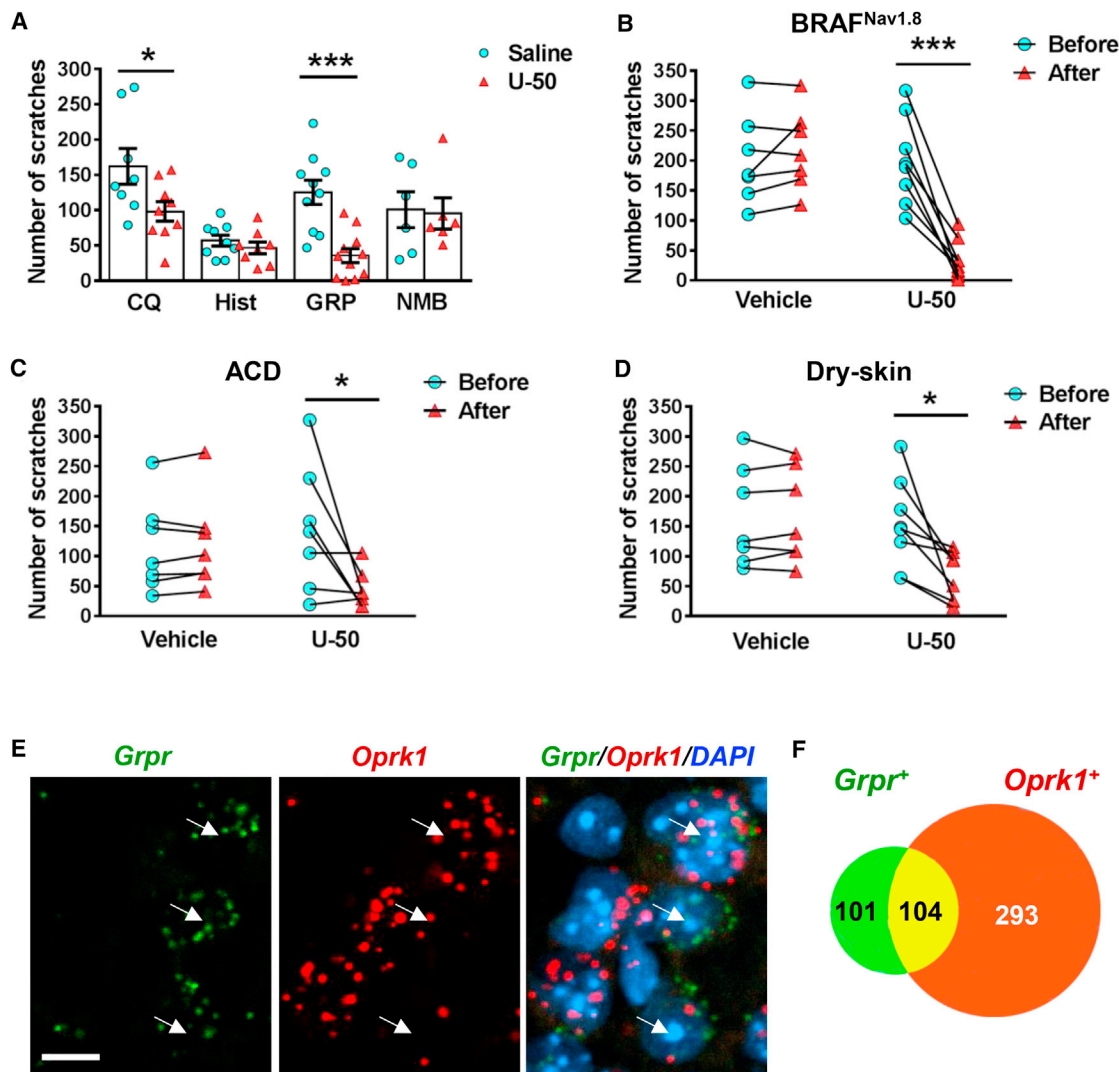 A
Saline
U-50
*
***
Number of scratches
300
250
200
150
100
50
0
CQ
Hist
GRP
NMB
B
BRAF^Nav1.8
Before
After
***
Number of scratches
350
300
250
200
150
100
50
0
Vehicle
U-50
C
ACD
Before
After
*
Number of scratches
350
300
250
200
150
100
50
0
Vehicle
U-50
D
Dry-skin
Before
After
*
Number of scratches
350
300
250
200
150
100
50
0
Vehicle
U-50
E
Grpr
Oprk1
Grpr/Oprk1/DAPI
F
Grpr+
Oprk1+
101
104
293